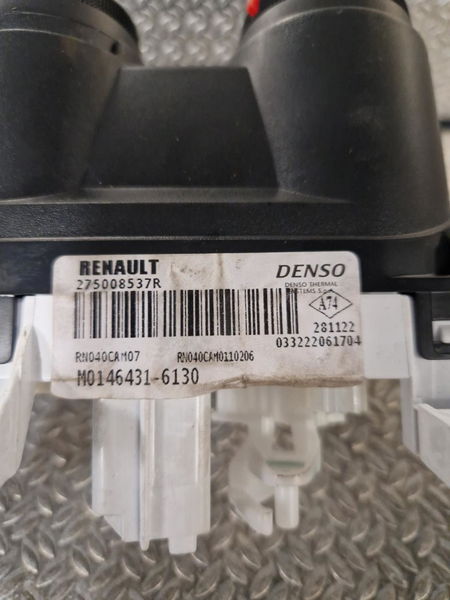 RENAULT
275008537R
DENSO
DENSO THERMAL
SYSTEMS S.p.A.
A74
281122
033222061704
RN040CAM07
RN040CAM0110206
M0146431-6130